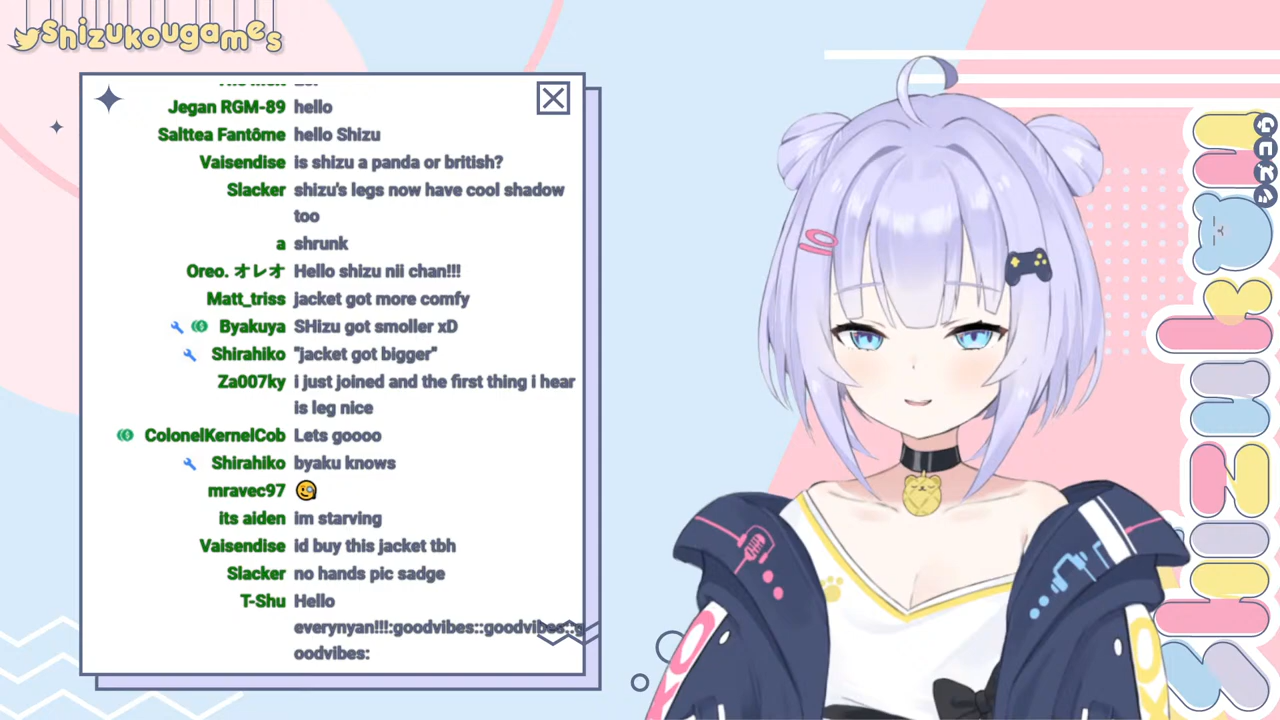 shizukougames
Jegan RGM-89 hello
Salttea Fantôme hello Shizu
Vaisendise is shizu a panda or british?
Slacker shizu's legs now have cool shadow
too
a shrunk
Oreo. オレオ Hello shizu nii chan!!!
Matt_triss jacket got more comfy
Byakuya SHizu got smoller xD
Shirahiko "jacket got bigger"
Za007ky i just joined and the first thing i hear
is leg nice
ColonelKernelCob Lets goooo
Shirahiko byaku knows
mravec97 🧐
its aiden im starving
Vaisendise id buy this jacket tbh
Slacker no hands pic sadge
T-Shu Hello
everynyan!!!:goodvibes::goodvibes::g
oodvibes: